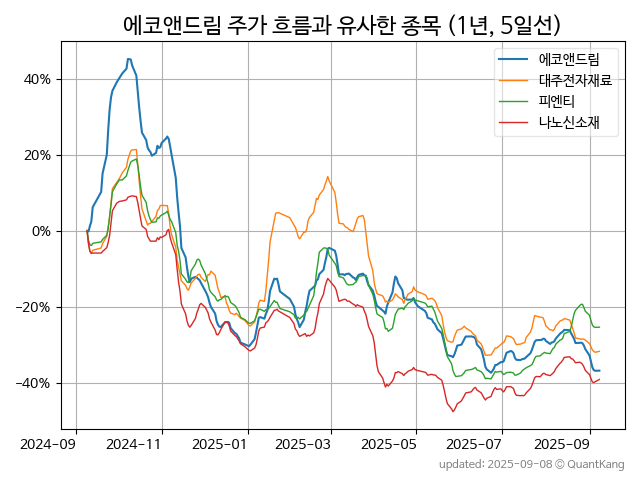 에코앤드림 주가 흐름과 유사한 종목 (1년, 5일선)
에코앤드림
대주전자재료
피엔티
나노신소재
40%
20%
0%
−20%
−40%
2024-09 2024-11 2025-01 2025-03 2025-05 2025-07 2025-09
updated: 2025-09-08 © QuantKang